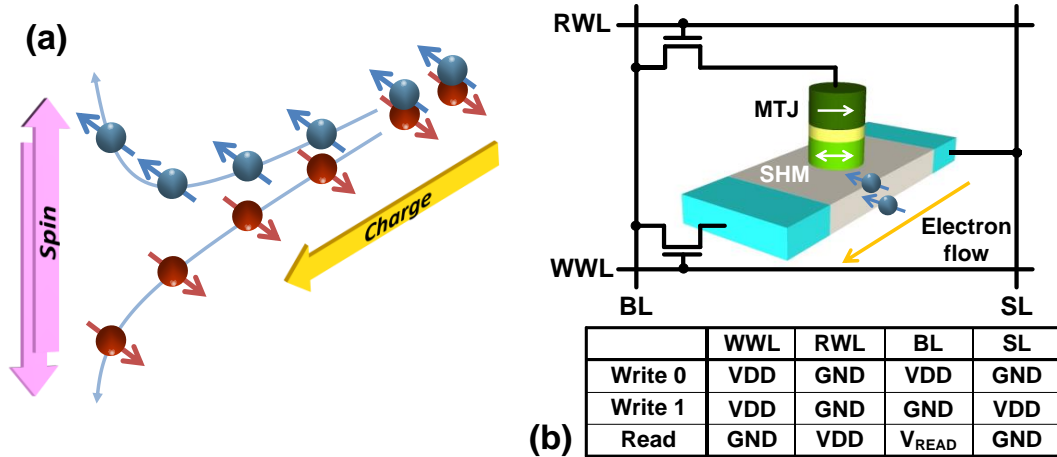 (a)
Spin
Charge
RWL
MTJ
SHM
Electron
flow
WWL
BL
SL
WWL RWL BL SL
Write 0 VDD GND VDD GND
Write 1 VDD GND GND VDD
Read GND VDD VREAD GND
(b)